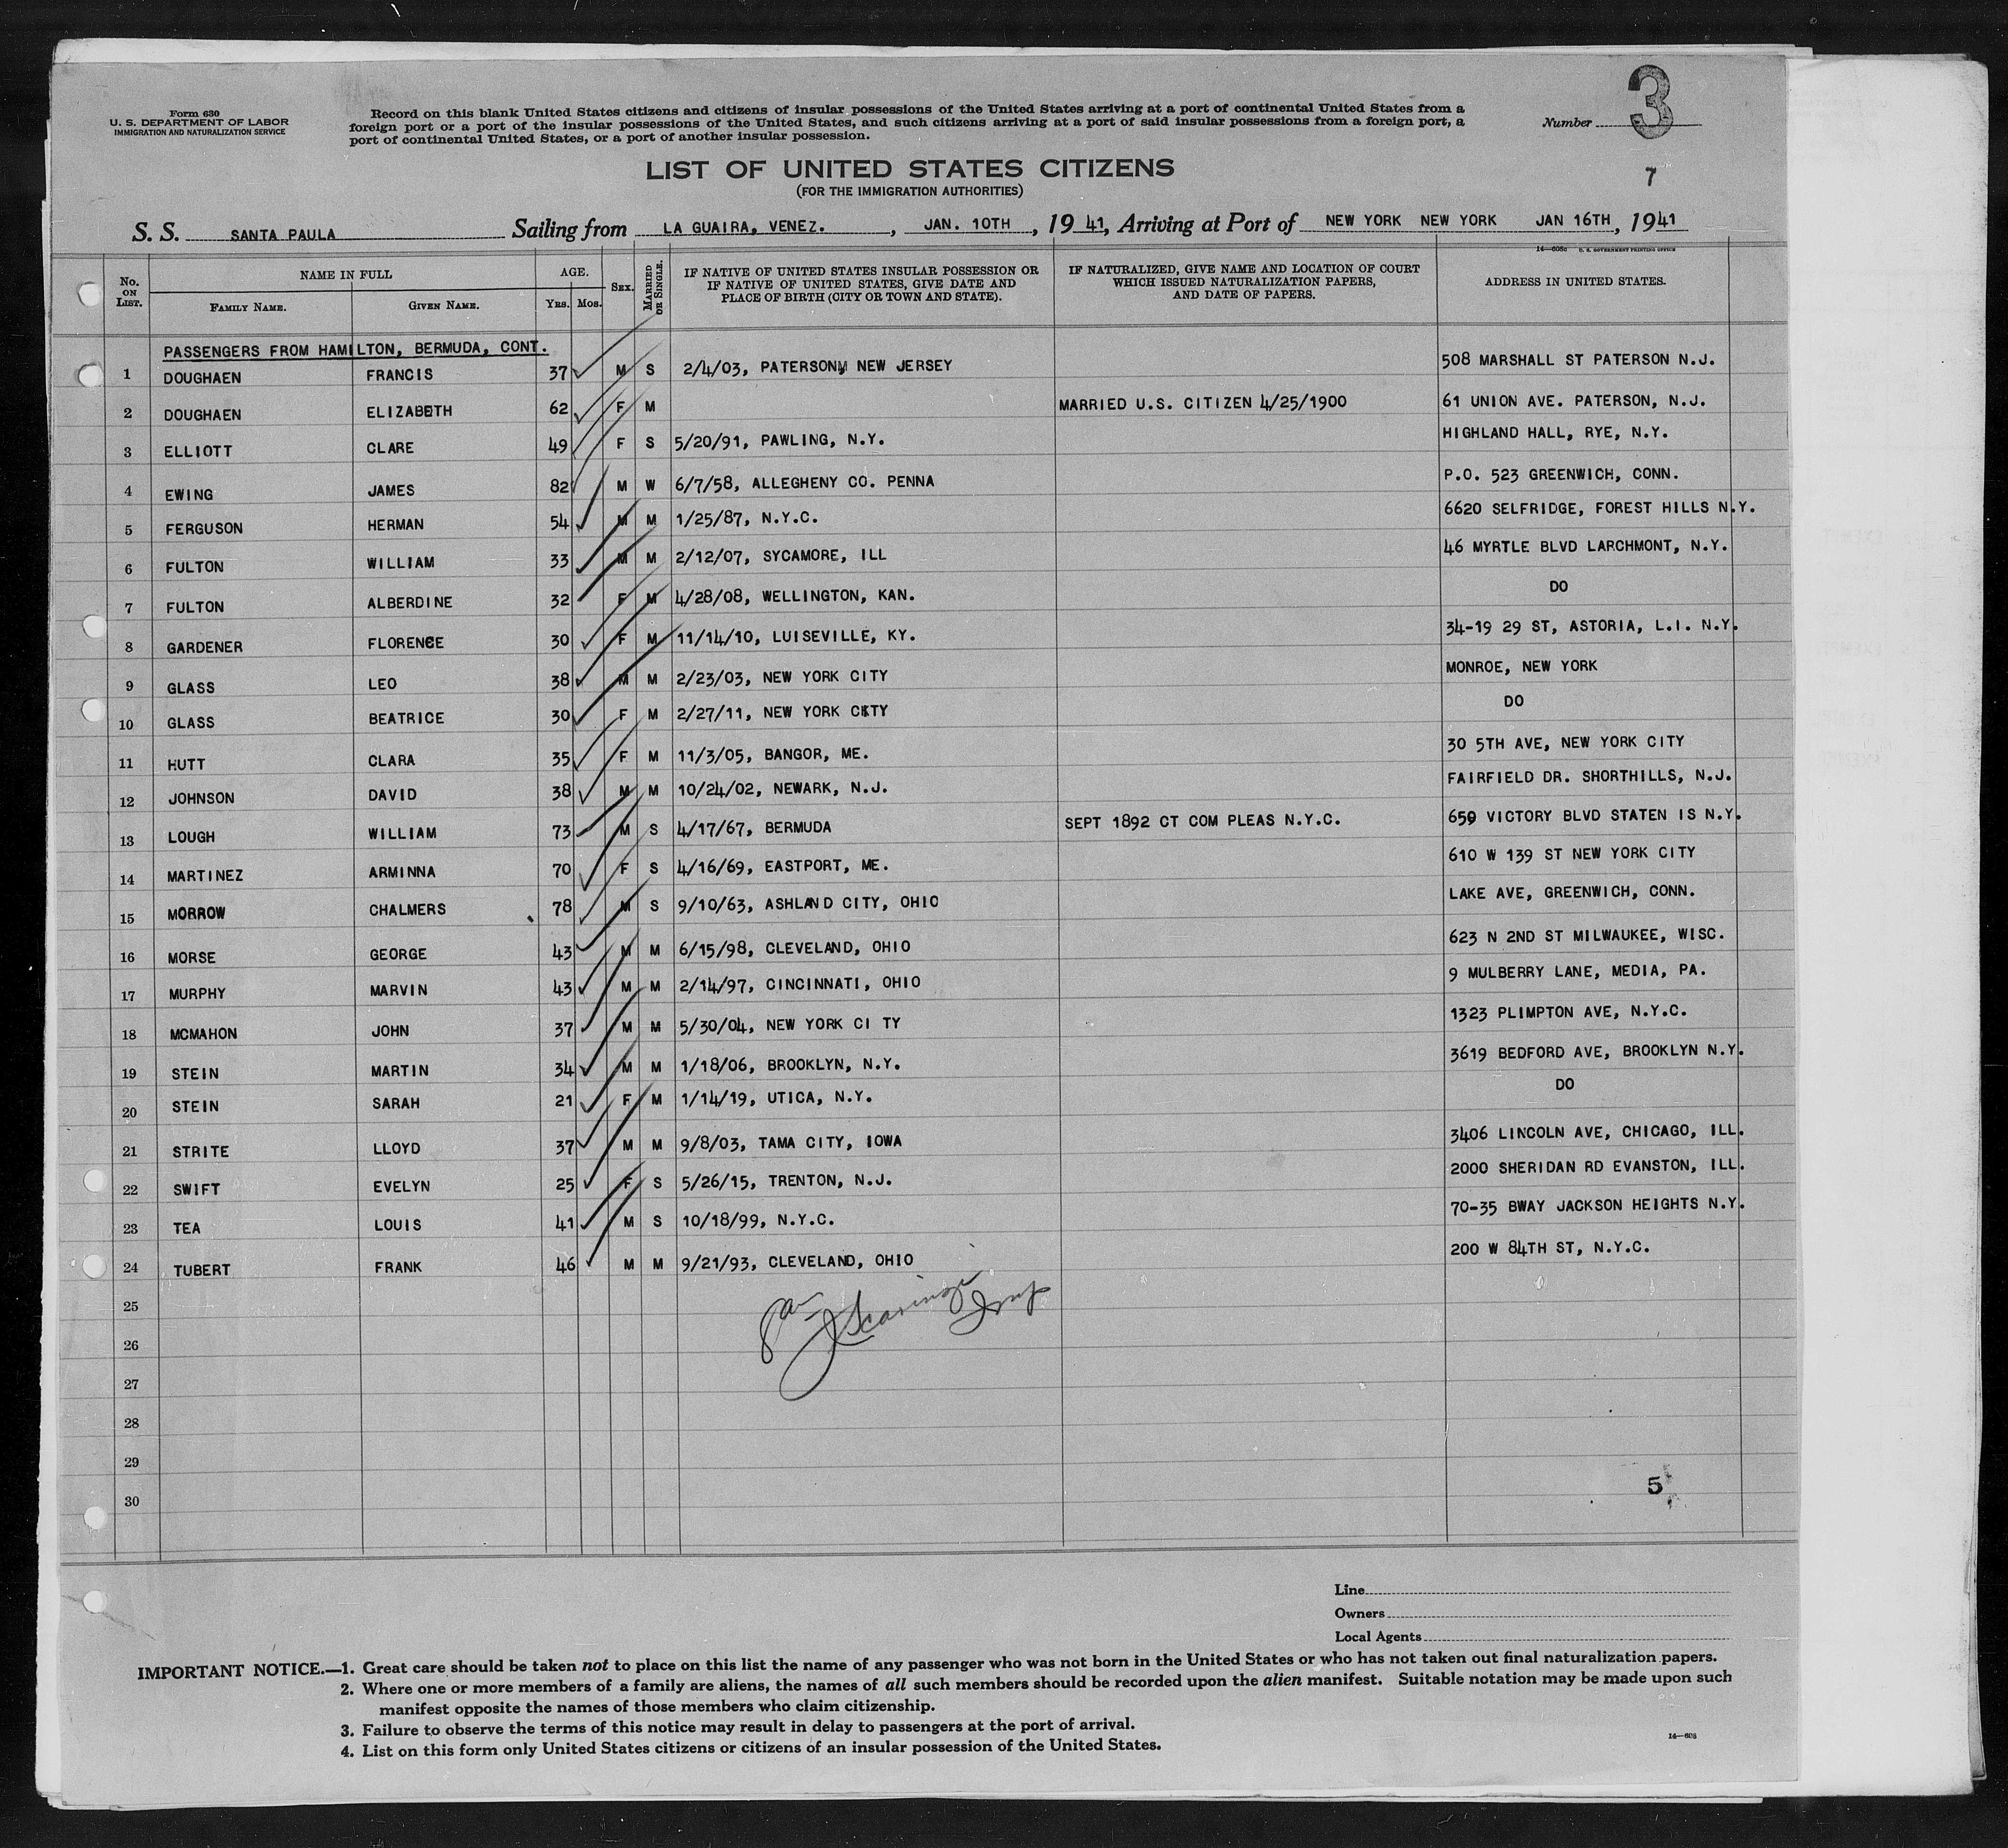 Form 630
U. S. DEPARTMENT OF LABOR
IMMIGRATION AND NATURALIZATION SERVICE
Record on this blank United States citizens and citizens of insular possessions of the United States arriving at a port of continental United States from a
foreign port or a port of the insular possessions of the United States, and such citizens arriving at a port of said insular possessions from a foreign port, a
port of continental United States, or a port of another insular possession.
Number 3
7
LIST OF UNITED STATES CITIZENS
(FOR THE IMMIGRATION AUTHORITIES)
S. S. SANTA PAULA Sailing from LA GUAIRA, VENEZ. , JAN. 10TH , 19 41, Arriving at Port of NEW YORK NEW YORK JAN 16TH, 1941
14—608c U. S. GOVERNMENT PRINTING OFFICE
No. ON LIST. NAME IN FULL AGE. SEX. MARRIED OR SINGLE. IF NATIVE OF UNITED STATES INSULAR POSSESSION OR IF NATIVE OF UNITED STATES, GIVE DATE AND PLACE OF BIRTH (CITY OR TOWN AND STATE). IF NATURALIZED, GIVE NAME AND LOCATION OF COURT WHICH ISSUED NATURALIZATION PAPERS, AND DATE OF PAPERS. ADDRESS IN UNITED STATES.
FAMILY NAME. GIVEN NAME. YRS. MOS.
PASSENGERS FROM HAMILTON, BERMUDA, CONT.
1 DOUGHAEN FRANCIS 37 M S 2/4/03, PATERSON NEW JERSEY 508 MARSHALL ST PATERSON N.J.
2 DOUGHAEN ELIZABETH 62 F M MARRIED U.S. CITIZEN 4/25/1900 61 UNION AVE. PATERSON, N.J.
3 ELLIOTT CLARE 49 F S 5/20/91, PAWLING, N.Y. HIGHLAND HALL, RYE, N.Y.
4 EWING JAMES 82 M W 6/7/58, ALLEGHENY CO. PENNA P.O. 523 GREENWICH, CONN.
5 FERGUSON HERMAN 54 M M 1/25/87, N.Y.C. 6620 SELFRIDGE, FOREST HILLS N.Y.
6 FULTON WILLIAM 33 M M 2/12/07, SYCAMORE, ILL 46 MYRTLE BLVD LARCHMONT, N.Y.
7 FULTON ALBERDINE 32 F M 4/28/08, WELLINGTON, KAN. DO
8 GARDENER FLORENCE 30 F M 11/14/10, LUISEVILLE, KY. 34-19 29 ST, ASTORIA, L.I. N.Y.
9 GLASS LEO 38 M M 2/23/03, NEW YORK CITY MONROE, NEW YORK
10 GLASS BEATRICE 30 F M 2/27/11, NEW YORK CITY DO
11 HUTT CLARA 35 F M 11/3/05, BANGOR, ME. 30 5TH AVE, NEW YORK CITY
12 JOHNSON DAVID 38 M M 10/24/02, NEWARK, N.J. FAIRFIELD DR. SHORTHILLS, N.J.
13 LOUGH WILLIAM 73 M S 4/17/67, BERMUDA SEPT 1892 CT COM PLEAS N.Y.C. 659 VICTORY BLVD STATEN IS N.Y.
14 MARTINEZ ARMINNA 70 F S 4/16/69, EASTPORT, ME. 610 W 139 ST NEW YORK CITY
15 MORROW CHALMERS 78 M S 9/10/63, ASHLAND CITY, OHIO LAKE AVE, GREENWICH, CONN.
16 MORSE GEORGE 43 M M 6/15/98, CLEVELAND, OHIO 623 N 2ND ST MILWAUKEE, WISC.
17 MURPHY MARVIN 43 M M 2/14/97, CINCINNATI, OHIO 9 MULBERRY LANE, MEDIA, PA.
18 MCMAHON JOHN 37 M M 5/30/04, NEW YORK CI TY 1323 PLIMPTON AVE, N.Y.C.
19 STEIN MARTIN 34 M M 1/18/06, BROOKLYN, N.Y. 3619 BEDFORD AVE, BROOKLYN N.Y.
20 STEIN SARAH 21 F M 1/14/19, UTICA, N.Y. DO
21 STRITE LLOYD 37 M M 9/8/03, TAMA CITY, IOWA 3406 LINCOLN AVE, CHICAGO, ILL.
22 SWIFT EVELYN 25 F S 5/26/15, TRENTON, N.J. 2000 SHERIDAN RD EVANSTON, ILL.
23 TEA LOUIS 41 M S 10/18/99, N.Y.C. 70-35 BWAY JACKSON HEIGHTS N.Y.
24 TUBERT FRANK 46 M M 9/21/93, CLEVELAND, OHIO 200 W 84TH ST, N.Y.C.
25
26
27
28
29
30
5
Line
Owners
Local Agents
IMPORTANT NOTICE.—1. Great care should be taken not to place on this list the name of any passenger who was not born in the United States or who has not taken out final naturalization papers.
2. Where one or more members of a family are aliens, the names of all such members should be recorded upon the alien manifest. Suitable notation may be made upon such
manifest opposite the names of those members who claim citizenship.
3. Failure to observe the terms of this notice may result in delay to passengers at the port of arrival.
4. List on this form only United States citizens or citizens of an insular possession of the United States.
14—608